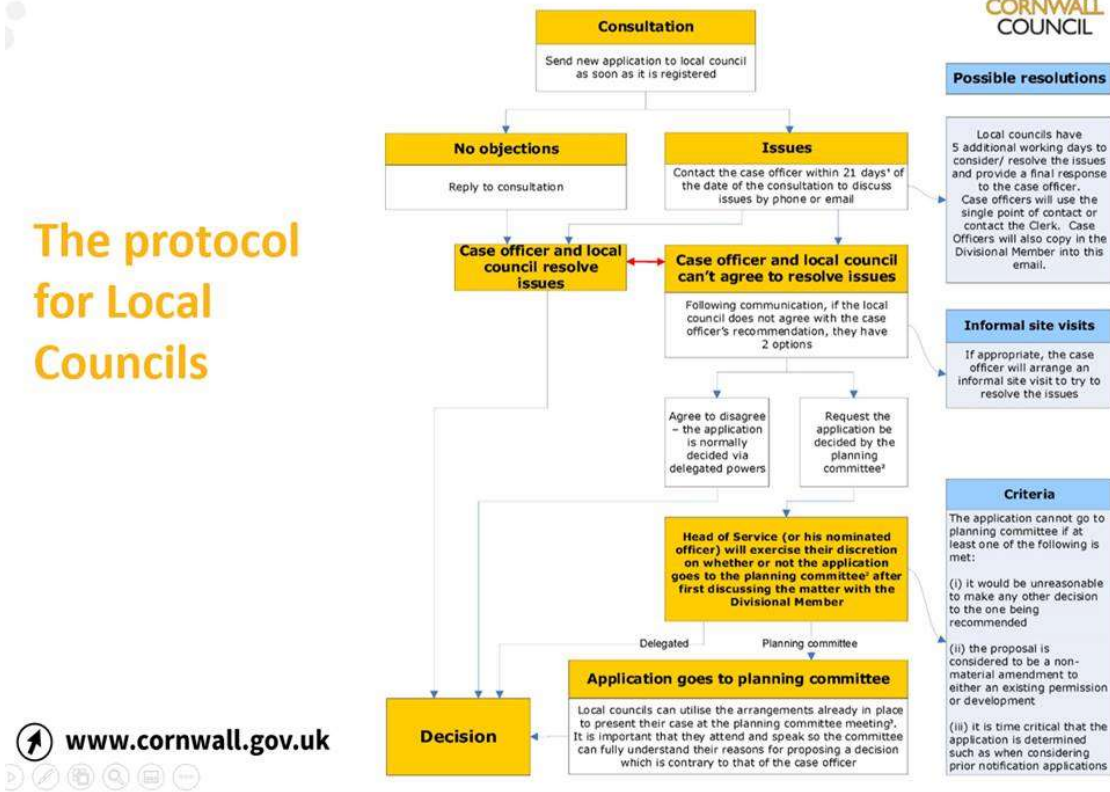 CORNWALL
COUNCIL
The protocol
for Local
Councils
Consultation
Send new application to local council
as soon as it is registered
No objections
Reply to consultation
Issues
Contact the case officer within 21 days¹ of
the date of the consultation to discuss
issues by phone or email
Case officer and local
council resolve
issues
Case officer and local council
can't agree to resolve issues
Following communication, if the local
council does not agree with the case
officer's recommendation, they have
2 options
Agree to disagree
– the application
is normally
decided via
delegated powers
Request the
application be
decided by the
planning
committee²
Head of Service (or his nominated
officer) will exercise their discretion
on whether or not the application
goes to the planning committee² after
first discussing the matter with the
Divisional Member
Delegated
Planning committee
Application goes to planning committee
Local councils can utilise the arrangements already in place
to present their case at the planning committee meeting³.
It is important that they attend and speak so the committee
can fully understand their reasons for proposing a decision
which is contrary to that of the case officer
Decision
Possible resolutions
Local councils have
5 additional working days to
consider/ resolve the issues
and provide a final response
to the case officer.
Case officers will use the
single point of contact or
contact the Clerk. Case
Officers will also copy in the
Divisional Member into this
email.
Informal site visits
If appropriate, the case
officer will arrange an
informal site visit to try to
resolve the issues
Criteria
The application cannot go to
planning committee if at
least one of the following is
met:
(i) it would be unreasonable
to make any other decision
to the one being
recommended
(ii) the proposal is
considered to be a non-
material amendment to
either an existing permission
or development
(iii) it is time critical that the
application is determined
such as when considering
prior notification applications
www.cornwall.gov.uk